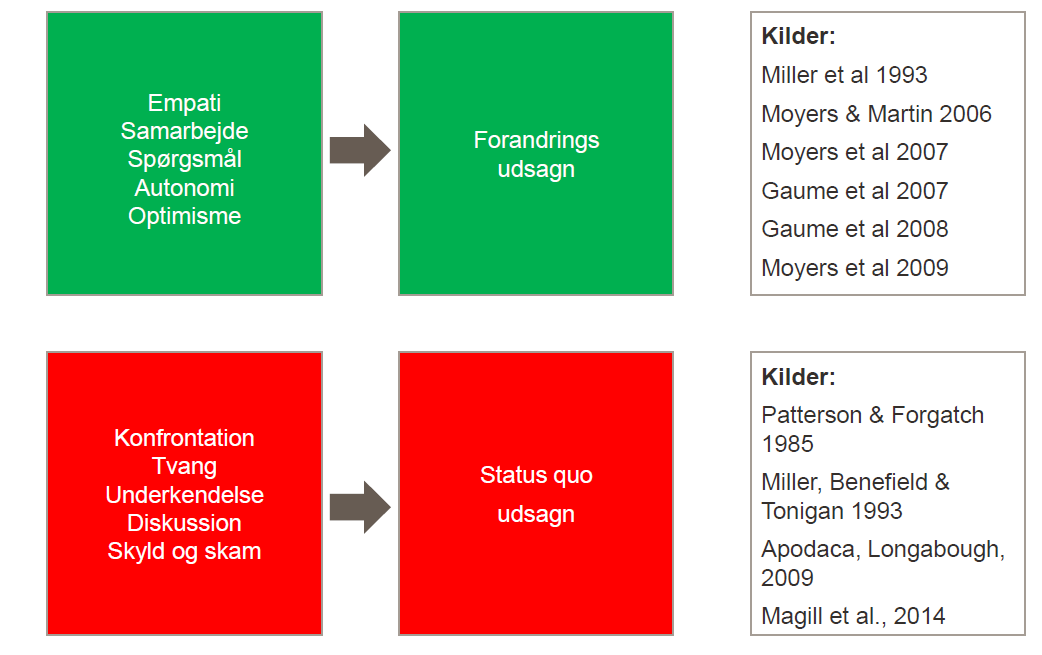 Empati
Samarbejde
Spørgsmål
Autonomi
Optimisme
Forandrings
udsagn
Kilder:
Miller et al 1993
Moyers & Martin 2006
Moyers et al 2007
Gaume et al 2007
Gaume et al 2008
Moyers et al 2009
Konfrontation
Tvang
Underkendelse
Diskussion
Skyld og skam
Status quo
udsagn
Kilder:
Patterson & Forgatch
1985
Miller, Benefield &
Tonigan 1993
Apodaca, Longabough,
2009
Magill et al., 2014